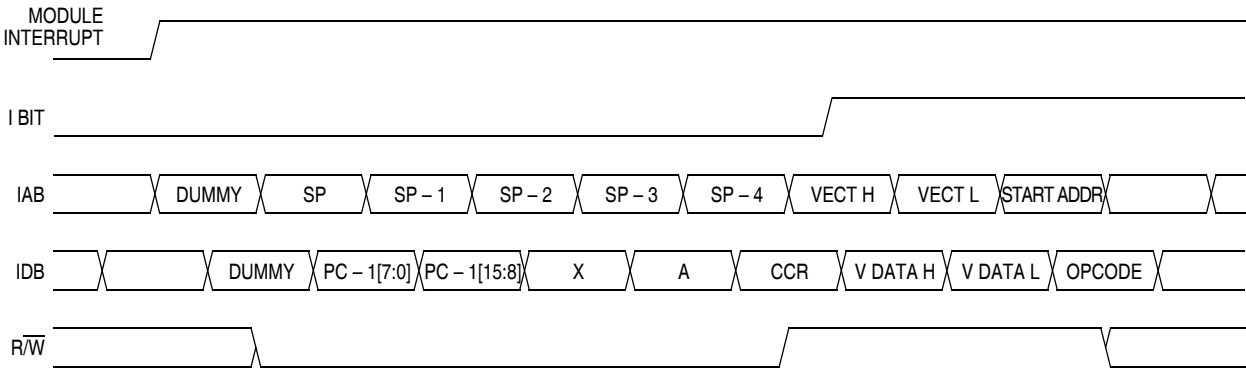 MODULE
INTERRUPT
I BIT
IAB DUMMY SP SP – 1 SP – 2 SP – 3 SP – 4 VECT H VECT L START ADDR
IDB DUMMY PC – 1[7:0] PC – 1[15:8] X A CCR V DATA H V DATA L OPCODE
R/W̅